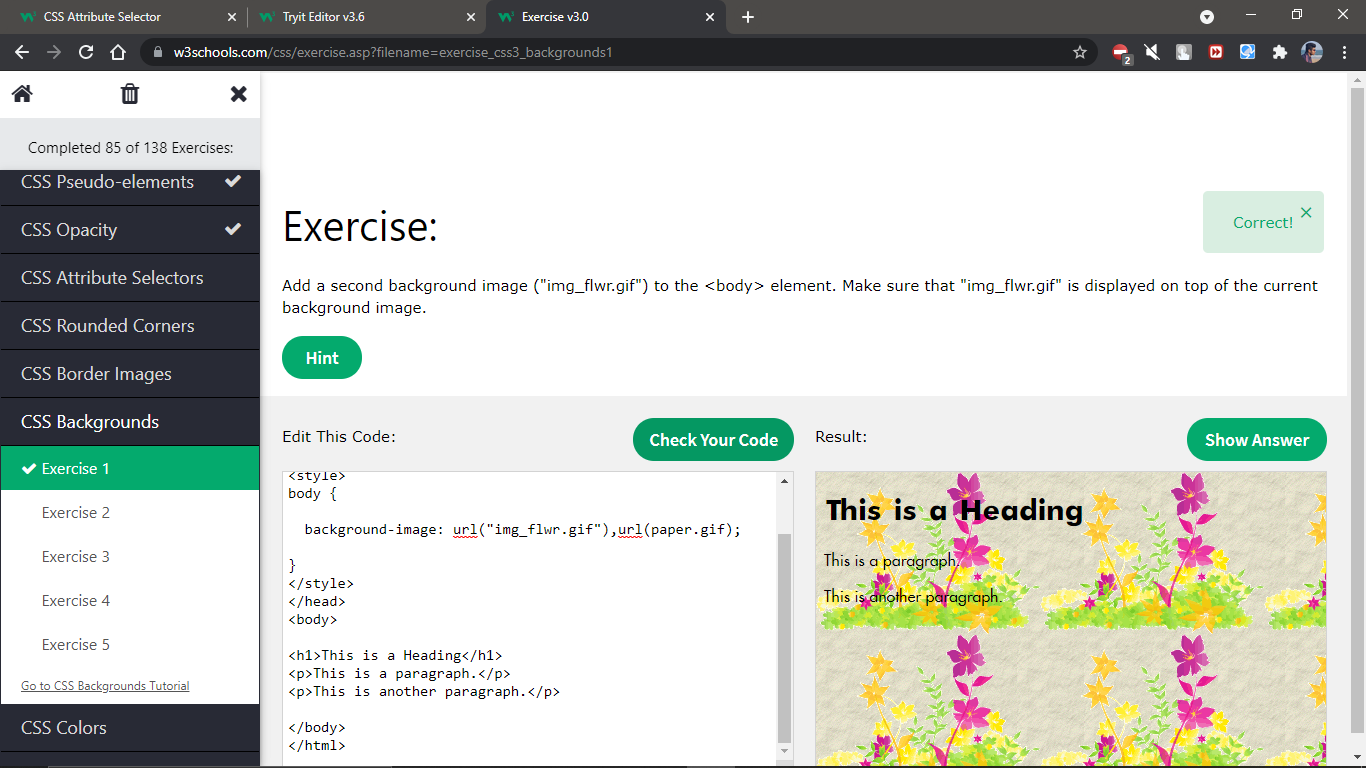 CSS Attribute Selector
Tryit Editor v3.6
Exercise v3.0
w3schools.com/css/exercise.asp?filename=exercise_css3_backgrounds1
2
Completed 85 of 138 Exercises:
CSS Pseudo-elements
CSS Opacity
CSS Attribute Selectors
CSS Rounded Corners
CSS Border Images
CSS Backgrounds
Exercise 1
Exercise 2
Exercise 3
Exercise 4
Exercise 5
Go to CSS Backgrounds Tutorial
CSS Colors
Exercise:
Correct!
Add a second background image ("img_flwr.gif") to the <body> element. Make sure that "img_flwr.gif" is displayed on top of the current
background image.
Hint
Edit This Code:
Check Your Code
<style>
body {
background-image: url("img_flwr.gif"),url(paper.gif);
}
</style>
</head>
<body>
<h1>This is a Heading</h1>
<p>This is a paragraph.</p>
<p>This is another paragraph.</p>
</body>
</html>
Result:
Show Answer
This is a Heading
This is a paragraph.
This is another paragraph.